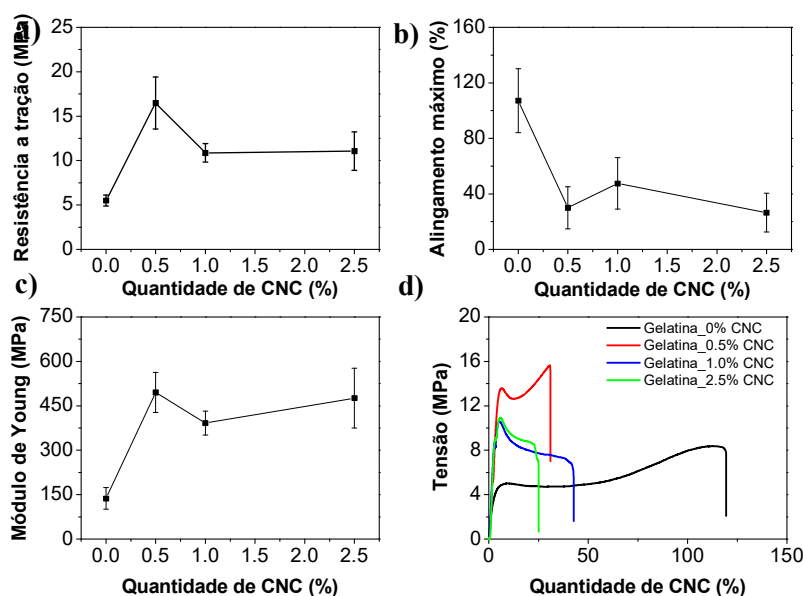 a)
Resistência a tração (MPa)
25
20
15
10
5
0
0.0 0.5 1.0 1.5 2.0 2.5
Quantidade de CNC (%)
b)
Alingamento máximo (%)
160
120
80
40
0
0.0 0.5 1.0 1.5 2.0 2.5
Quantidade de CNC (%)
c)
Módulo de Young (MPa)
750
600
450
300
150
0
0.0 0.5 1.0 1.5 2.0 2.5
Quantidade de CNC (%)
d)
Tensão (MPa)
20
16
12
8
4
0
Gelatina_0% CNC
Gelatina_0.5% CNC
Gelatina_1.0% CNC
Gelatina_2.5% CNC
0 50 100 150
Quantidade de CNC (%)